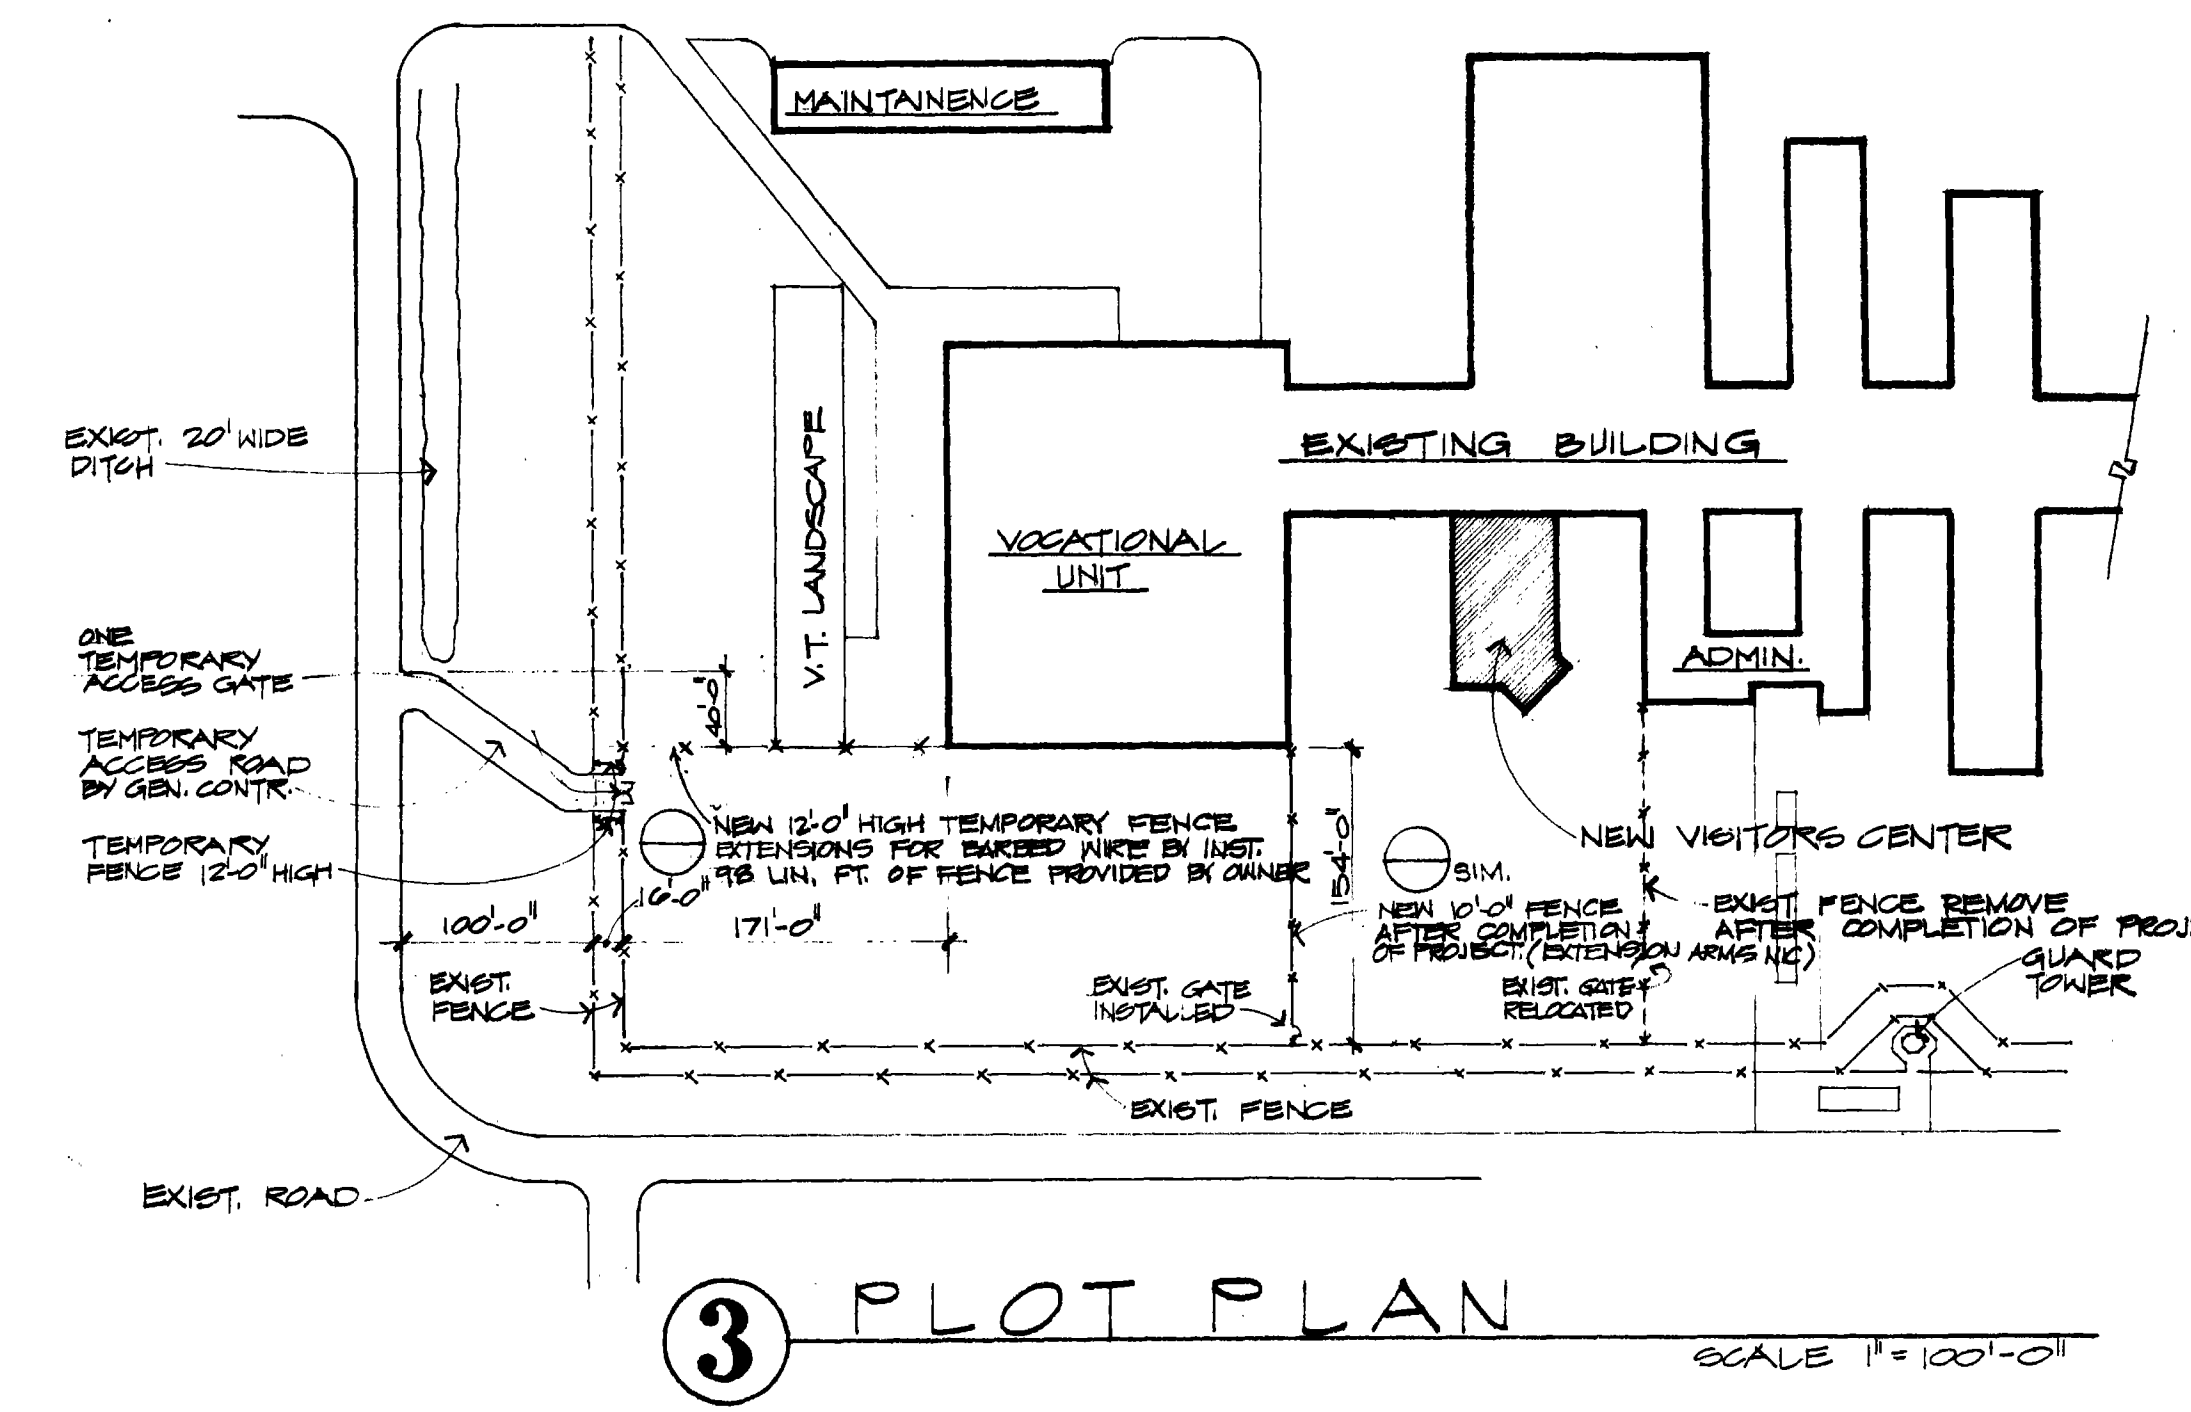 MAINTAINENCE
EXIST. 20' WIDE
DITCH
EXISTING BUILDING
V.T. LANDSCAPE
VOCATIONAL
UNIT
ONE
TEMPORARY
ACCESS GATE
ADMIN.
40'-0"
TEMPORARY
ACCESS ROAD
BY GEN. CONTR.
TEMPORARY
FENCE 12'-0" HIGH
NEW 12'-0" HIGH TEMPORARY FENCE
EXTENSIONS FOR BARBED WIRE BY INST.
98 LIN. FT. OF FENCE PROVIDED BY OWNER
154'-0"
NEW VISITORS CENTER
SIM.
16'-0"
100'-0"
171'-0"
NEW 10'-0" FENCE
AFTER COMPLETION
OF PROJECT. (EXTENSION ARMS NIC)
EXIST FENCE REMOVE
AFTER COMPLETION OF PROJ
GUARD
TOWER
EXIST.
FENCE
EXIST. GATE
INSTALLED
EXIST. GATE
RELOCATED
EXIST. FENCE
EXIST. ROAD
3 PLOT PLAN
SCALE 1" = 100'-0"